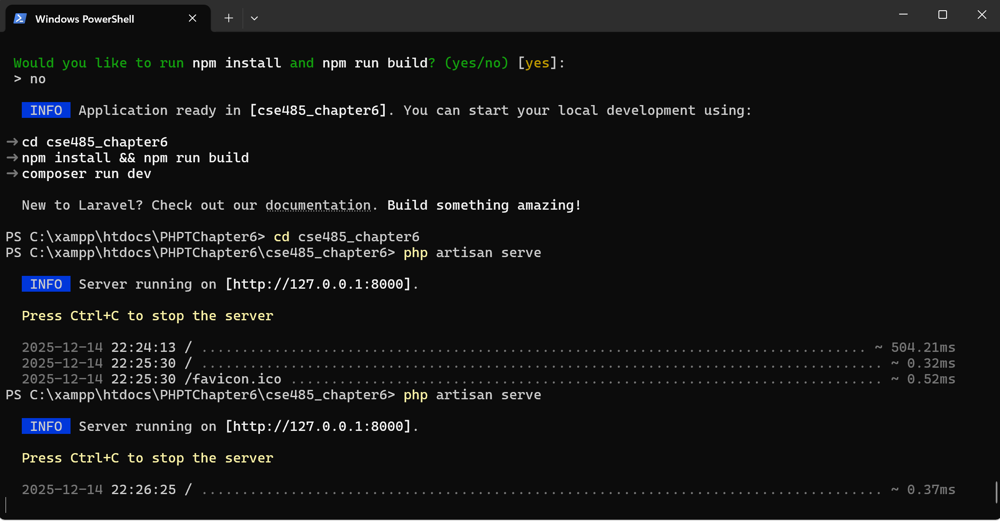 Windows PowerShell
Would you like to run npm install and npm run build? (yes/no) [yes]:
> no
INFO Application ready in [cse485_chapter6]. You can start your local development using:
➜ cd cse485_chapter6
➜ npm install && npm run build
➜ composer run dev
New to Laravel? Check out our documentation. Build something amazing!
PS C:\xampp\htdocs\PHPTChapter6> cd cse485_chapter6
PS C:\xampp\htdocs\PHPTChapter6\cse485_chapter6> php artisan serve
INFO Server running on [http://127.0.0.1:8000].
Press Ctrl+C to stop the server
2025-12-14 22:24:13 / .................................................................................. ~ 504.21ms
2025-12-14 22:25:30 / .................................................................................... ~ 0.32ms
2025-12-14 22:25:30 /favicon.ico ......................................................................... ~ 0.52ms
PS C:\xampp\htdocs\PHPTChapter6\cse485_chapter6> php artisan serve
INFO Server running on [http://127.0.0.1:8000].
Press Ctrl+C to stop the server
2025-12-14 22:26:25 / .................................................................................... ~ 0.37ms